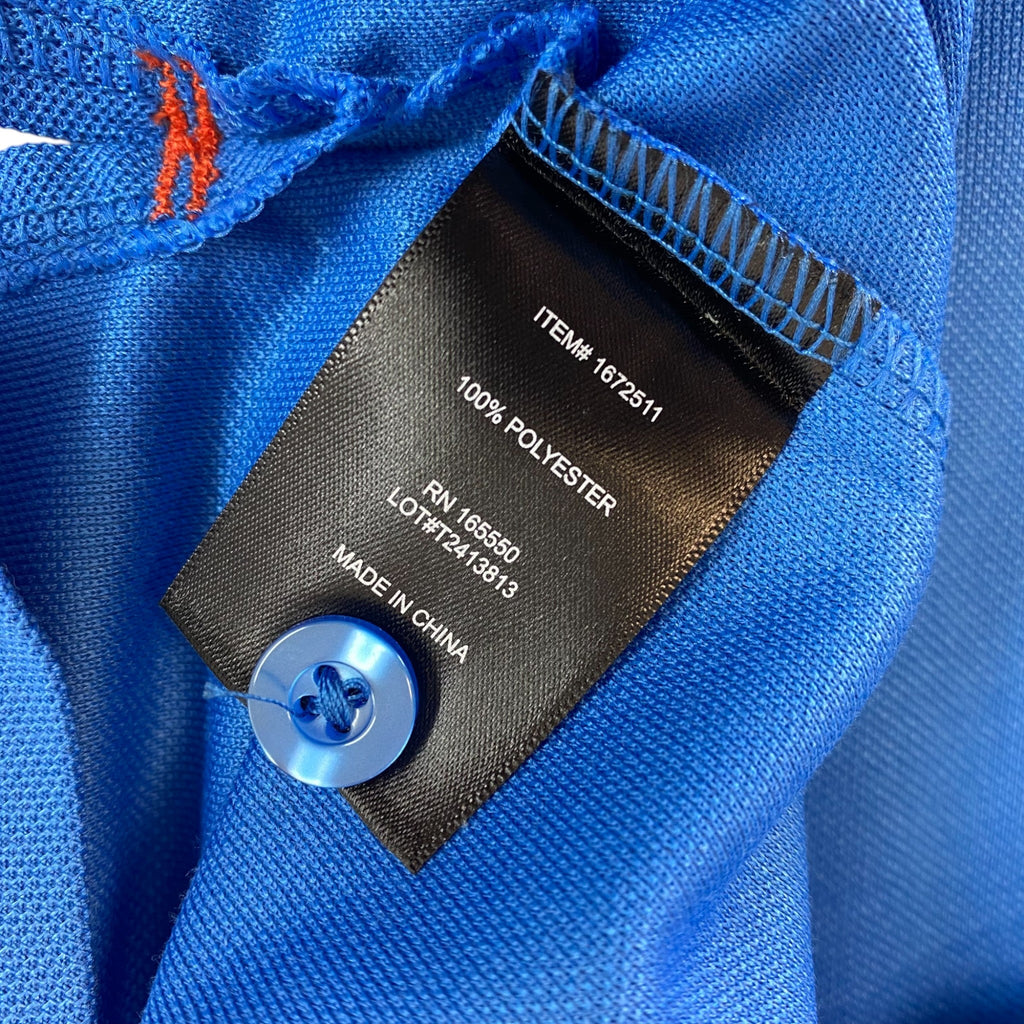 ITEM# 1672511
100% POLYESTER
RN 165550
LOT#T2413813
MADE IN CHINA